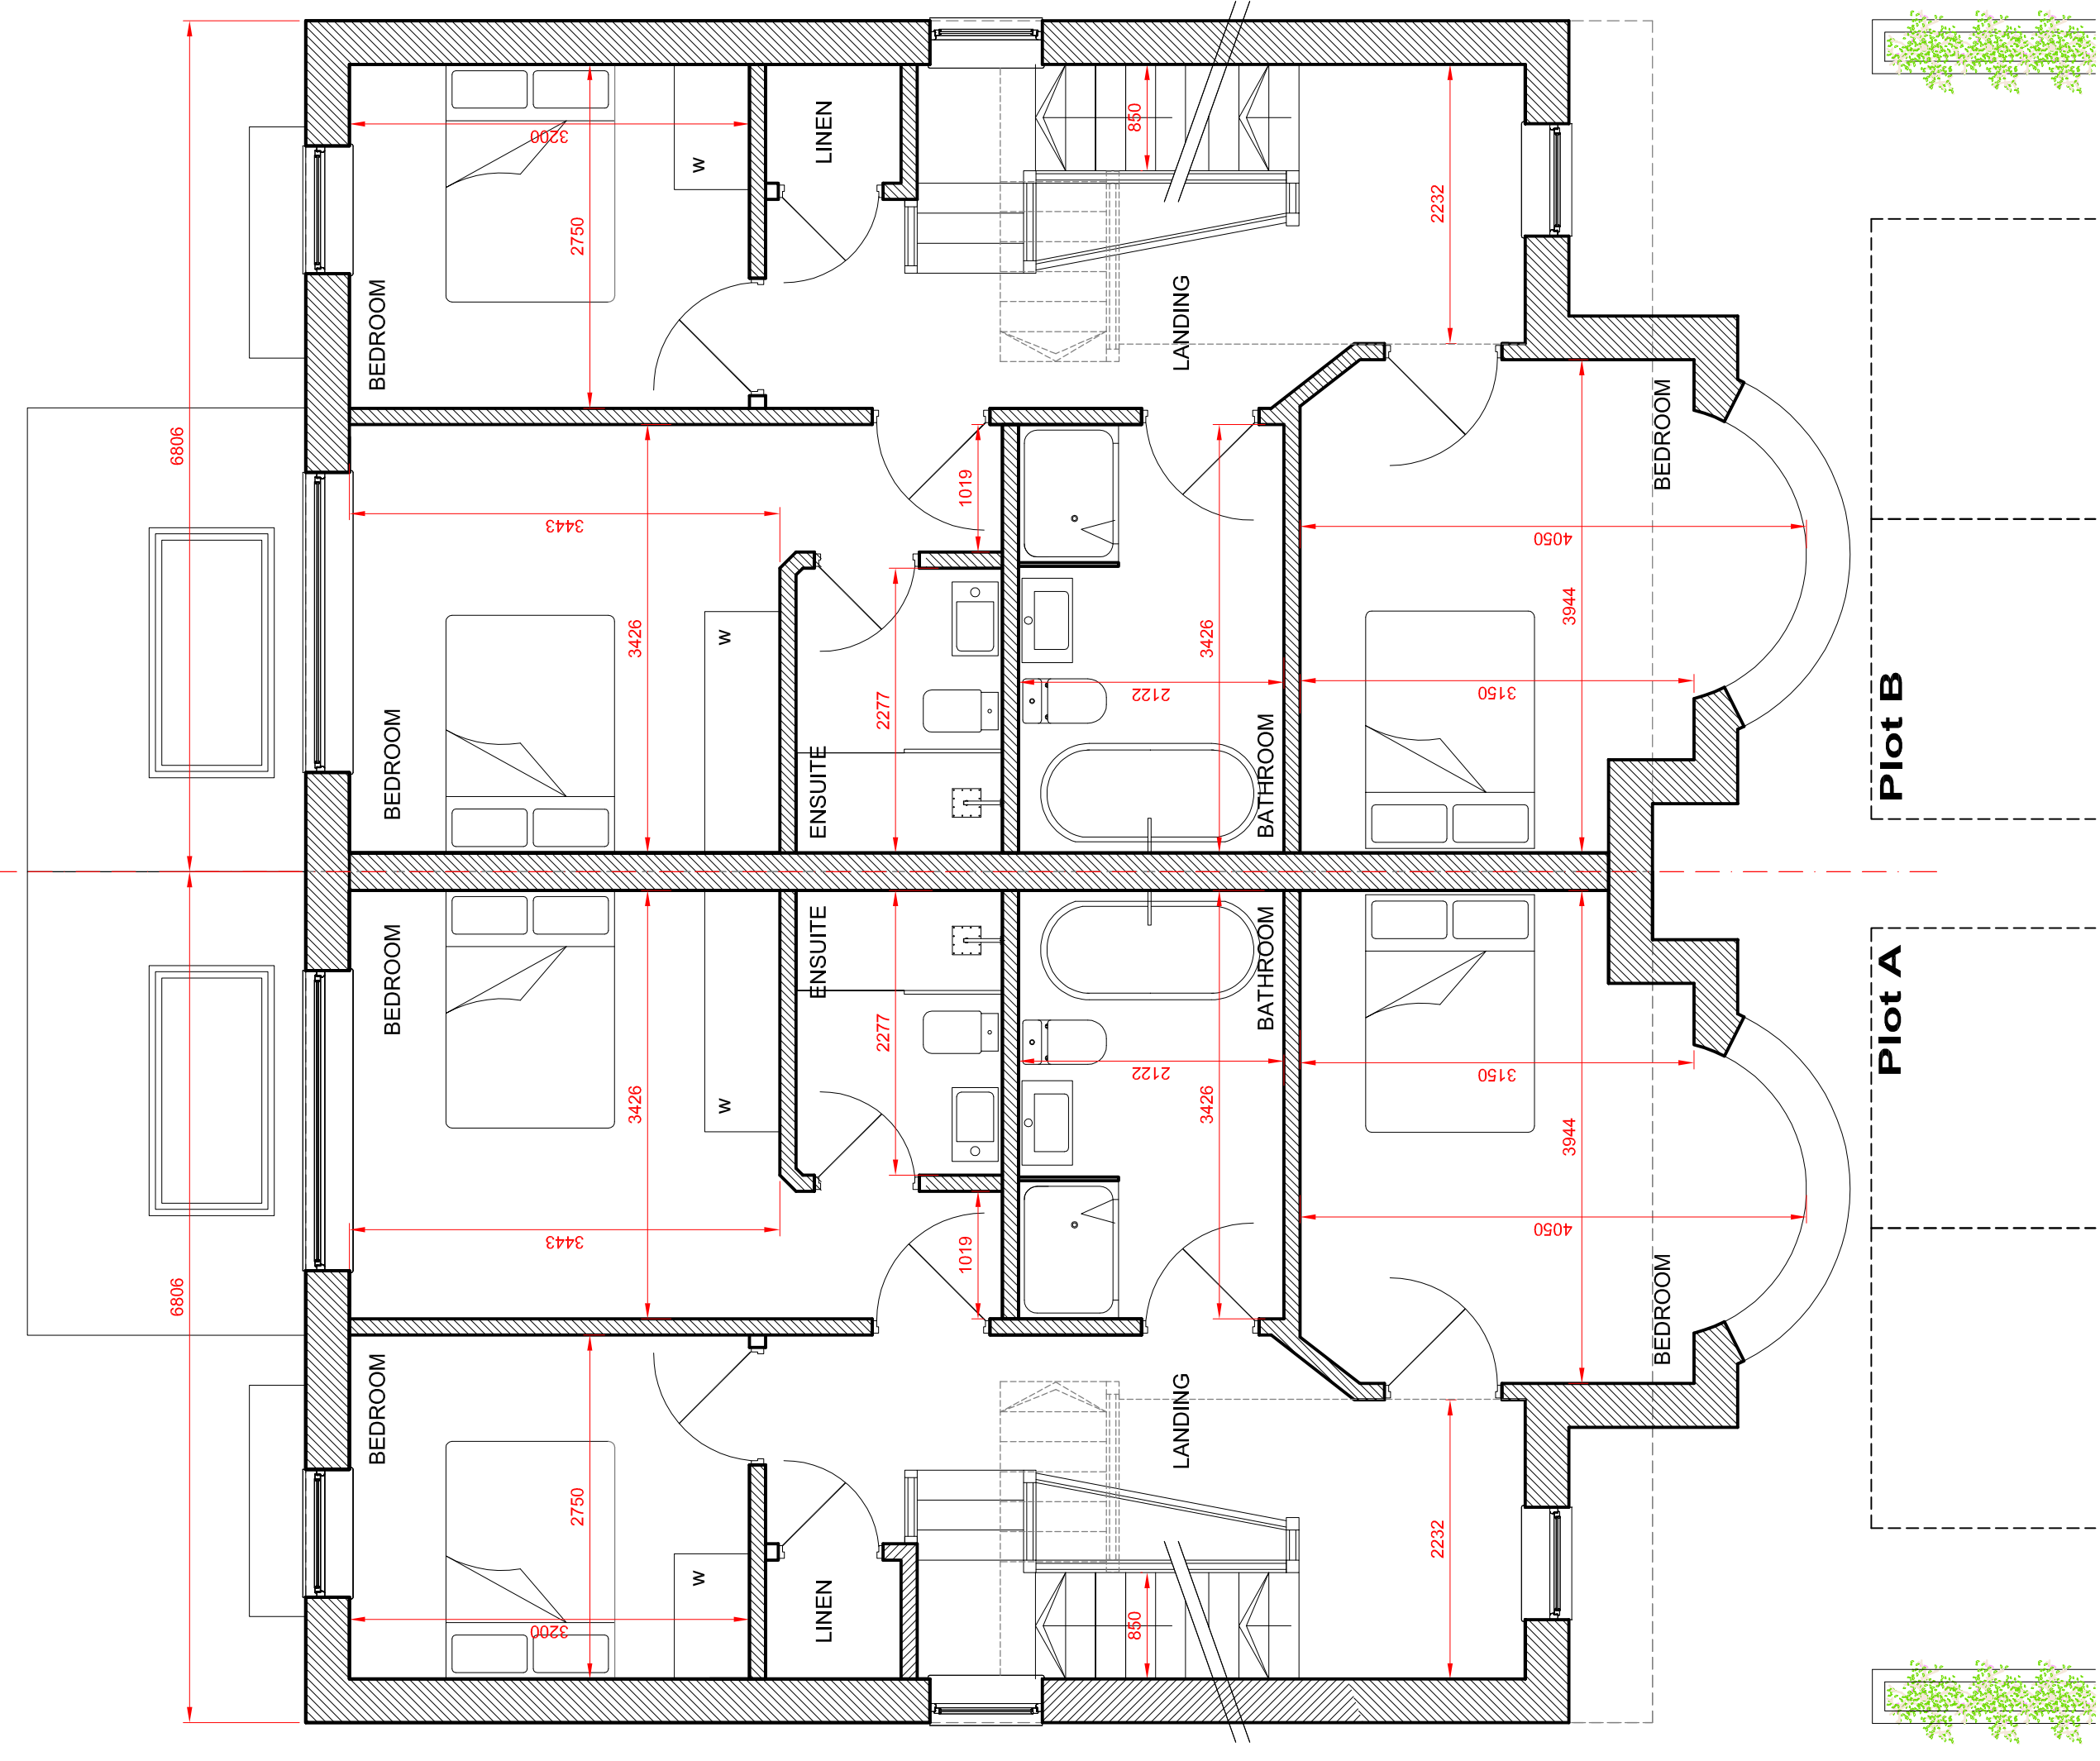 3200
2750
W
BEDROOM
LINEN
850
2232
LANDING
6806
BEDROOM
3443
1019
3426
W
BEDROOM
2277
ENSUITE
3426
2122
BATHROOM
4050
3944
3150
BEDROOM
Plot B
BEDROOM
3426
W
3443
2277
ENSUITE
1019
BATHROOM
2122
3426
3150
3944
4050
BEDROOM
Plot A
6806
BEDROOM
2750
3200
W
LINEN
LANDING
850
2232